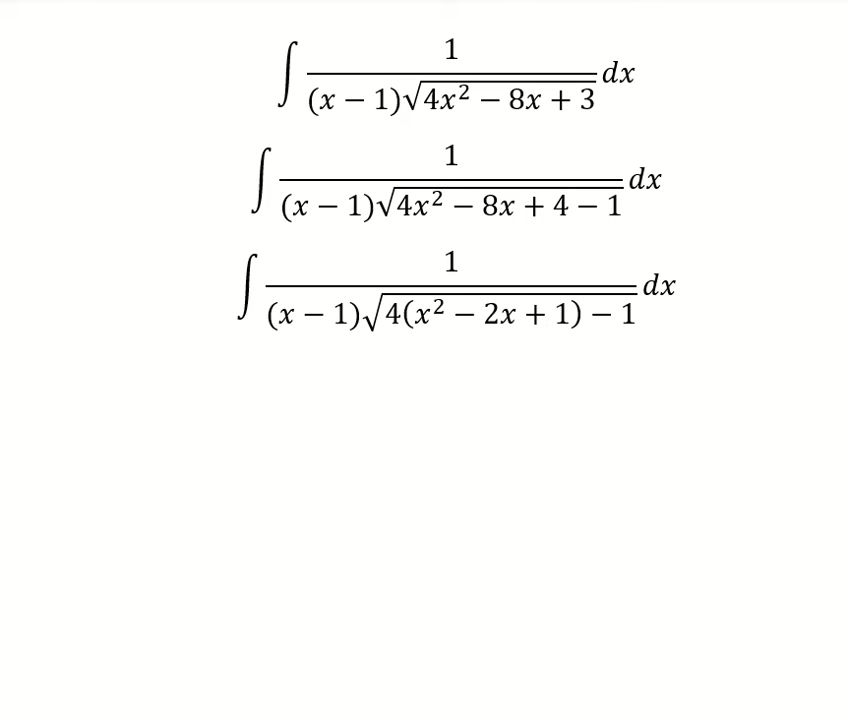 ∫ 1/((x − 1)√(4x² − 8x + 3)) dx
∫ 1/((x − 1)√(4x² − 8x + 4 − 1)) dx
∫ 1/((x − 1)√(4(x² − 2x + 1) − 1)) dx